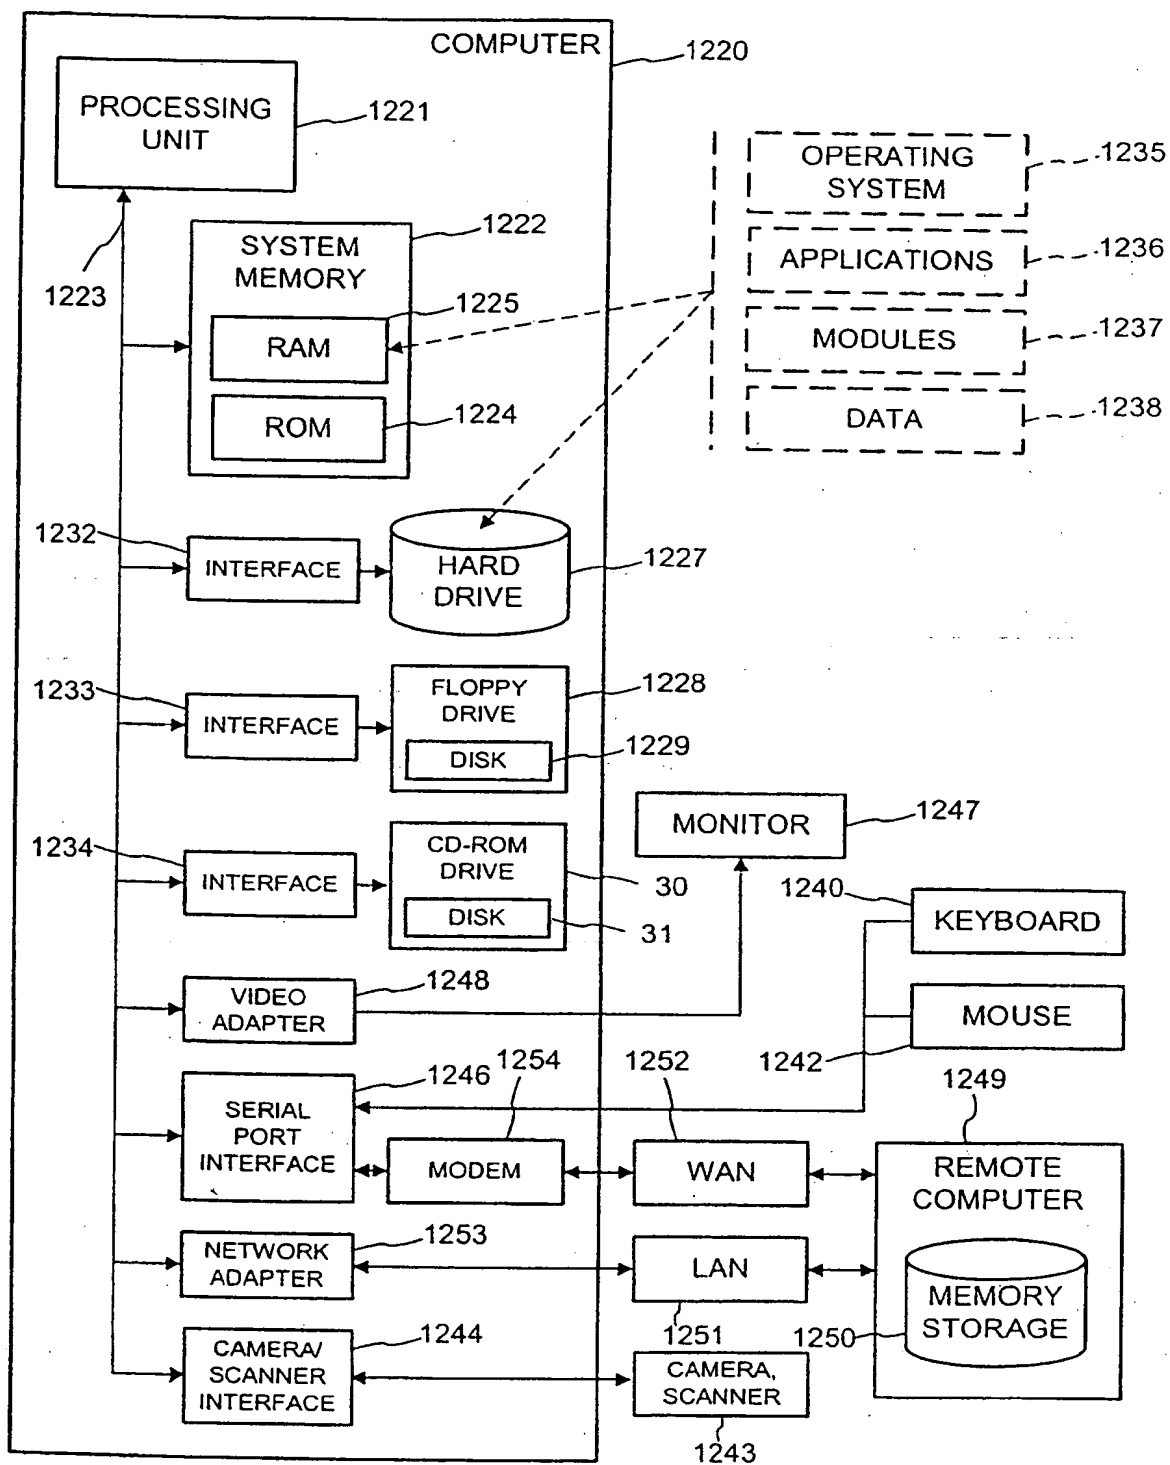 COMPUTER
1220
PROCESSING
UNIT
1221
1223
SYSTEM
MEMORY
1222
RAM
1225
ROM
1224
OPERATING
SYSTEM
1235
APPLICATIONS
1236
MODULES
1237
DATA
1238
1232
INTERFACE
HARD
DRIVE
1227
1233
INTERFACE
FLOPPY
DRIVE
1228
DISK
1229
1234
INTERFACE
CD-ROM
DRIVE
30
DISK
31
MONITOR
1247
1240
KEYBOARD
MOUSE
1242
VIDEO
ADAPTER
1248
SERIAL
PORT
INTERFACE
1246
1254
MODEM
1252
WAN
1249
REMOTE
COMPUTER
MEMORY
STORAGE
1250
NETWORK
ADAPTER
1253
LAN
1251
CAMERA/
SCANNER
INTERFACE
1244
CAMERA,
SCANNER
1243